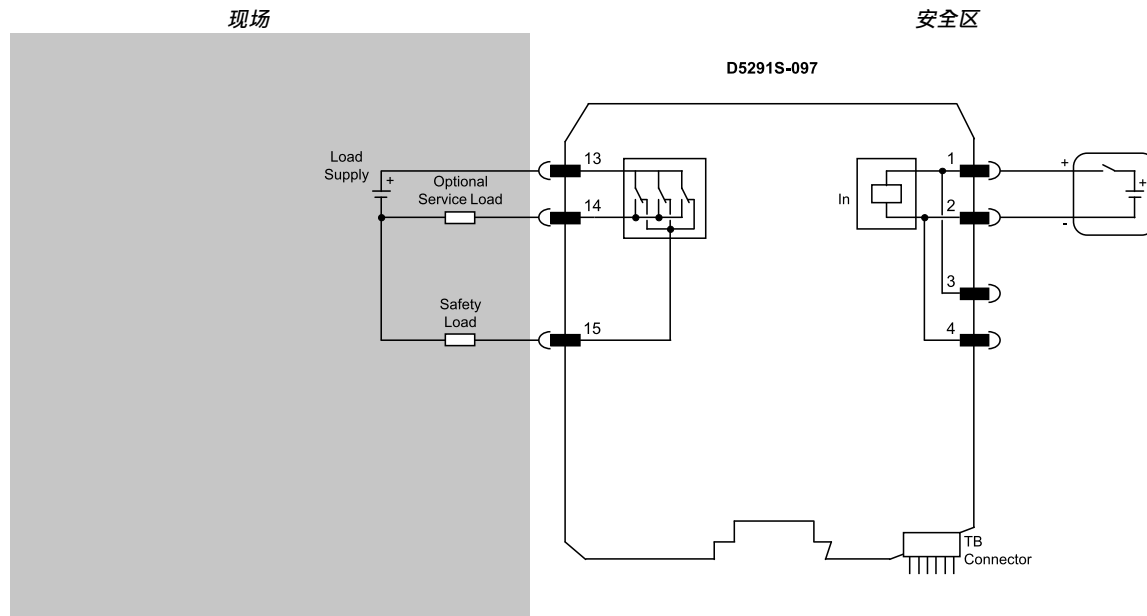 现场
安全区
D5291S-097
Load
Supply
+
Optional
Service Load
Safety
Load
13
14
15
In
1
2
3
4
+
-
+
TB
Connector